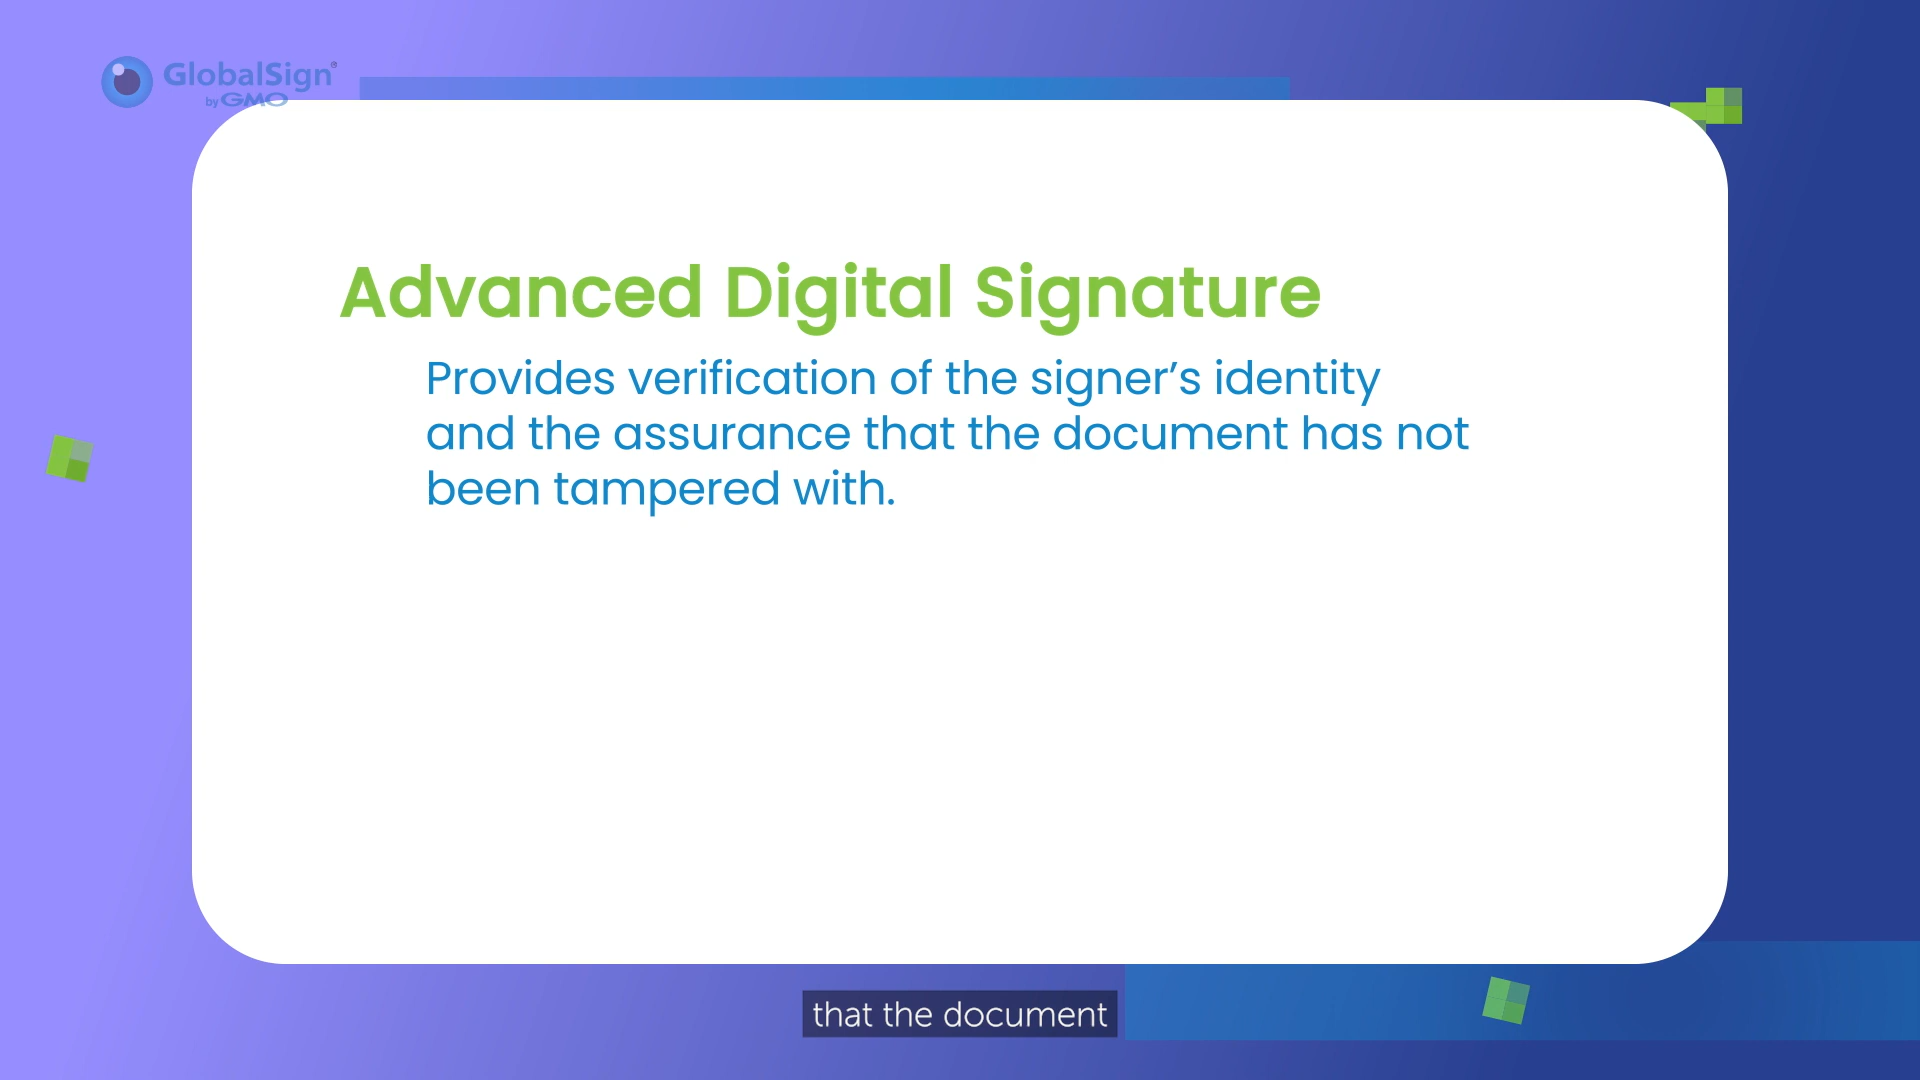 GlobalSign®
by GMO
Advanced Digital Signature
Provides verification of the signer’s identity
and the assurance that the document has not
been tampered with.
that the document